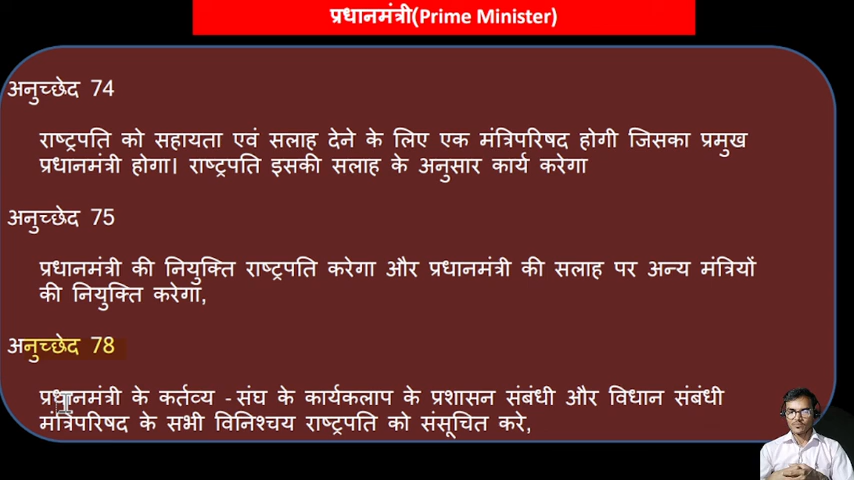 प्रधानमंत्री(Prime Minister)
अनुच्छेद 74
राष्ट्रपति को सहायता एवं सलाह देने के लिए एक मंत्रिपरिषद होगी जिसका प्रमुख
प्रधानमंत्री होगा। राष्ट्रपति इसकी सलाह के अनुसार कार्य करेगा
अनुच्छेद 75
प्रधानमंत्री की नियुक्ति राष्ट्रपति करेगा और प्रधानमंत्री की सलाह पर अन्य मंत्रियों
की नियुक्ति करेगा,
अनुच्छेद 78
प्रधानमंत्री के कर्तव्य -संघ के कार्यकलाप के प्रशासन संबंधी और विधान संबंधी
मंत्रिपरिषद के सभी विनिश्चय राष्ट्रपति को संसूचित करे,